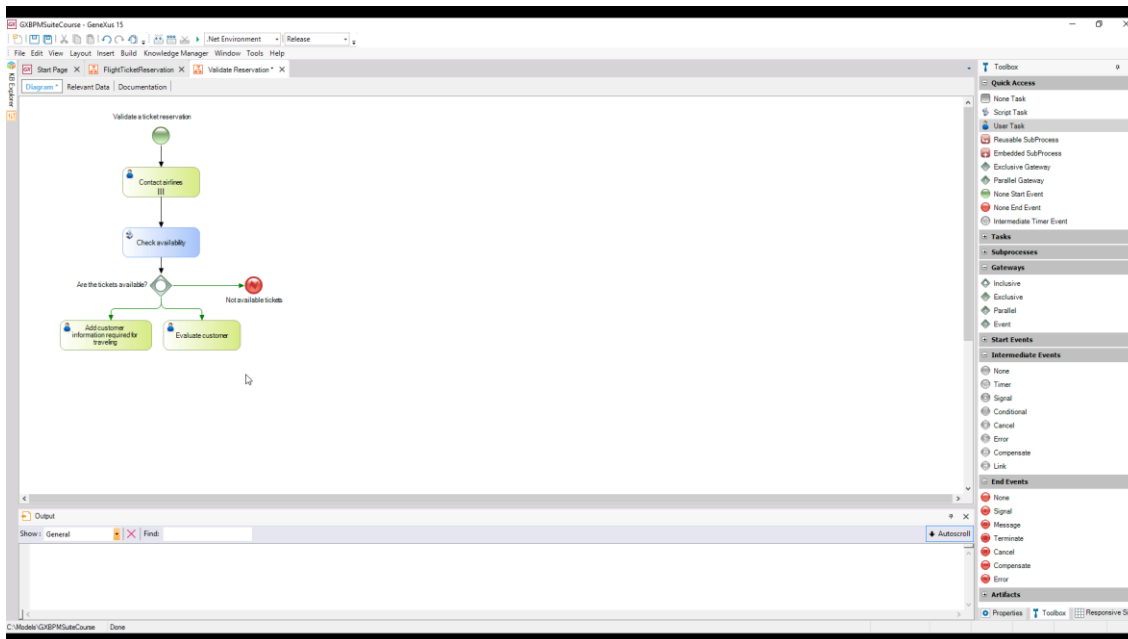 GXBPMSuiteCourse - GeneXus 15
.Net Environment Release
File Edit View Layout Insert Build Knowledge Manager Window Tools Help
Start Page FlightTicketReservation Validate Reservation *
Diagram * Relevant Data Documentation
KB Explorer
Validate a ticket reservation
Contact airlines
Check availability
Are the tickets available?
Not available tickets
Add customer
information required for
traveling
Evaluate customer
Toolbox
Quick Access
None Task
Script Task
User Task
Reusable SubProcess
Embedded SubProcess
Exclusive Gateway
Parallel Gateway
None Start Event
None End Event
Intermediate Timer Event
Tasks
Subprocesses
Gateways
Inclusive
Exclusive
Parallel
Event
Start Events
Intermediate Events
None
Timer
Signal
Conditional
Cancel
Error
Compensate
Link
End Events
None
Signal
Message
Terminate
Cancel
Compensate
Error
Artifacts
Properties Toolbox Responsive Si
Output
Show: General Find: Autoscroll
C:\Models\GXBPMSuiteCourse Done